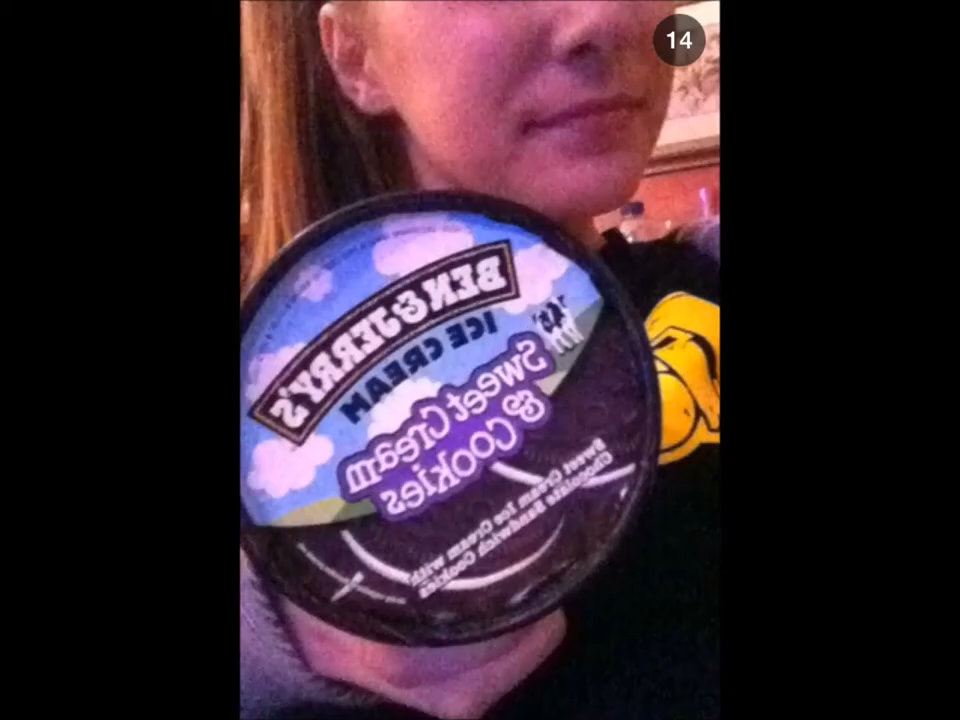 14
BEN & JERRY'S
ICE CREAM
Sweet Cream
& Cookies
Sweet Cream Ice Cream with
Chocolate Sandwich Cookies